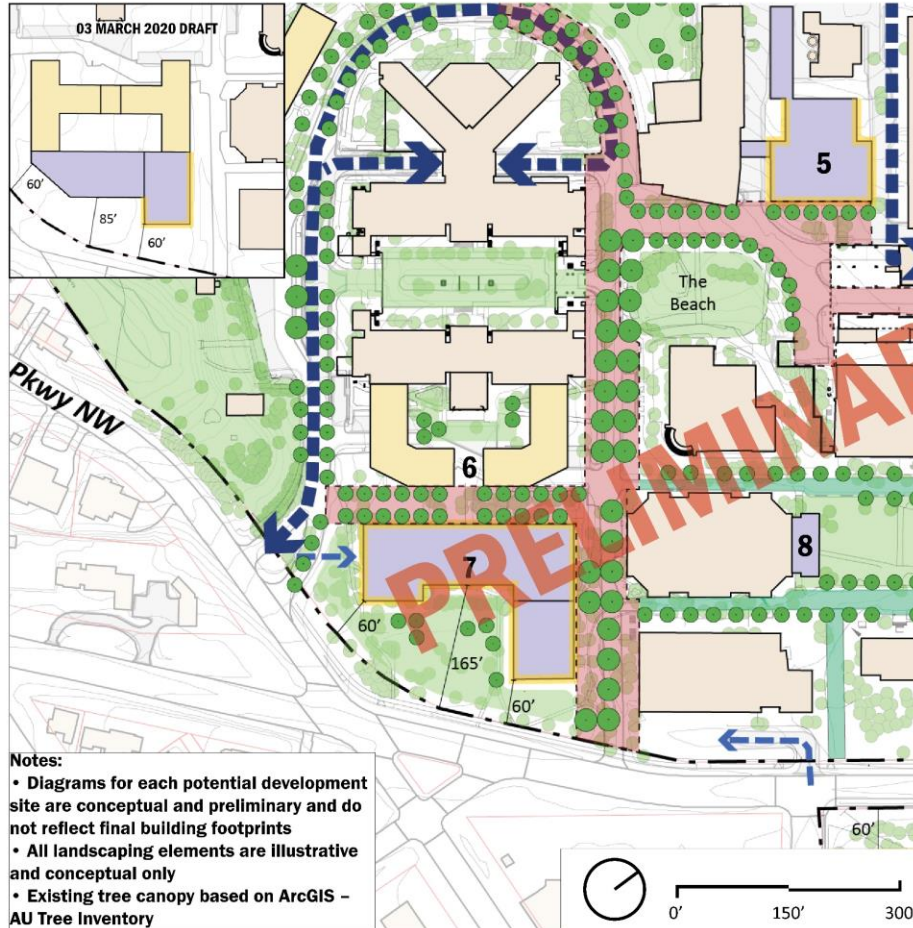 03 MARCH 2020 DRAFT
60'
85'
60'
5
The
Beach
Pkwy NW
6
PRELIMINAR
8
7
60'
165'
60'
60'
Notes:
• Diagrams for each potential development
site are conceptual and preliminary and do
not reflect final building footprints
• All landscaping elements are illustrative
and conceptual only
• Existing tree canopy based on ArcGIS –
AU Tree Inventory
0'
150'
300